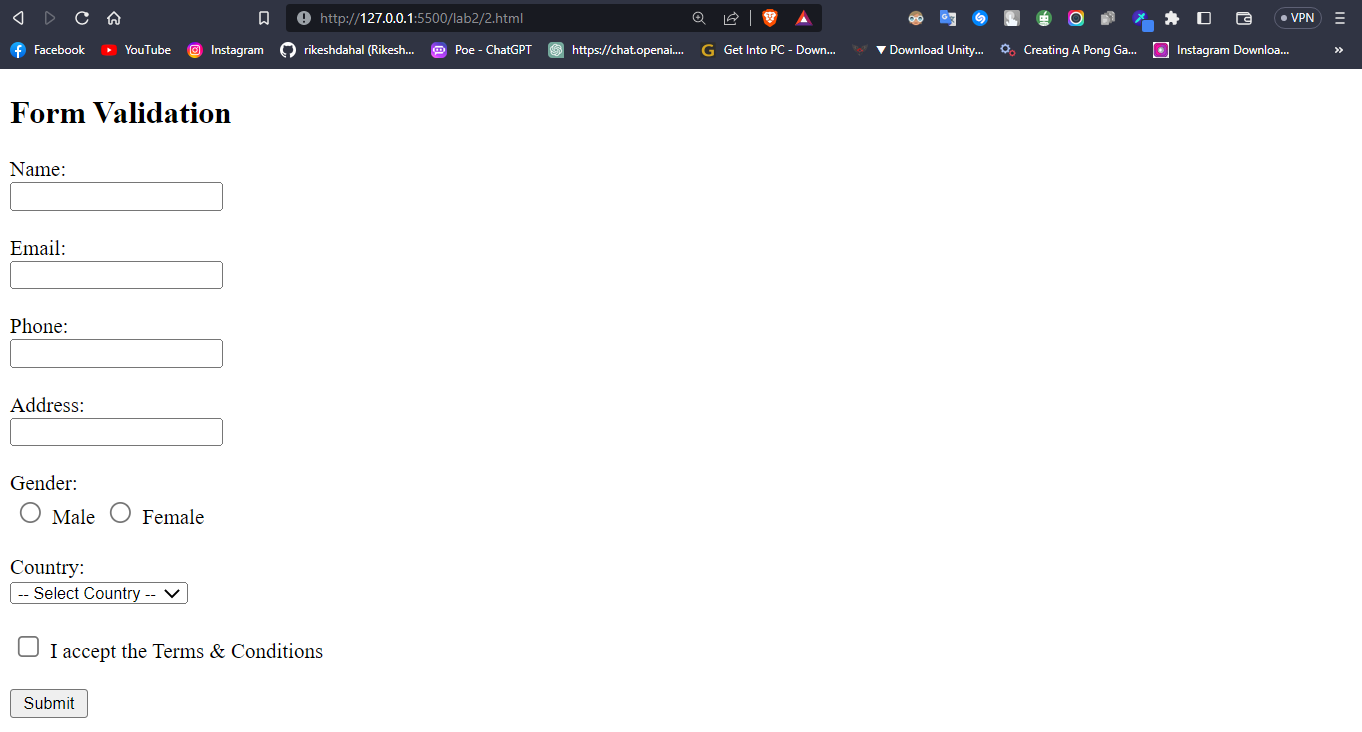 http://127.0.0.1:5500/lab2/2.html
VPN
Facebook YouTube Instagram rikeshdahal (Rikesh... Poe - ChatGPT https://chat.openai.... Get Into PC - Down... ▼ Download Unity... Creating A Pong Ga... Instagram Downloa... »
Form Validation
Name:
Email:
Phone:
Address:
Gender:
Male Female
Country:
-- Select Country --
I accept the Terms & Conditions
Submit